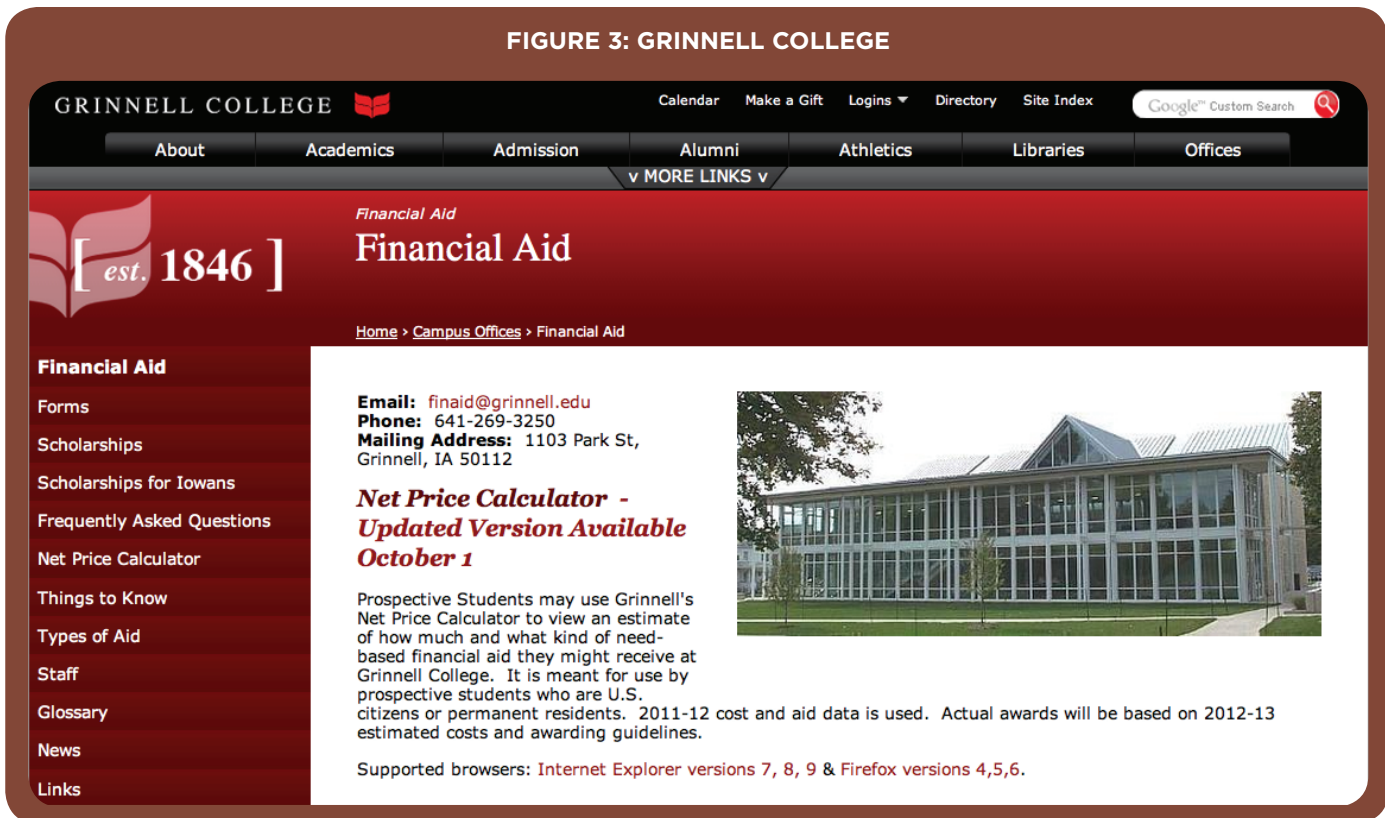 FIGURE 3: GRINNELL COLLEGE
GRINNELL COLLEGE
Calendar Make a Gift Logins Directory Site Index
Google™ Custom Search
About Academics Admission Alumni Athletics Libraries Offices
v MORE LINKS v
[ est. 1846 ]
Financial Aid
Financial Aid
Home › Campus Offices › Financial Aid
Financial Aid
Forms
Scholarships
Scholarships for Iowans
Frequently Asked Questions
Net Price Calculator
Things to Know
Types of Aid
Staff
Glossary
News
Links
Email: finaid@grinnell.edu
Phone: 641-269-3250
Mailing Address: 1103 Park St,
Grinnell, IA 50112
Net Price Calculator -
Updated Version Available
October 1
Prospective Students may use Grinnell's
Net Price Calculator to view an estimate
of how much and what kind of need-
based financial aid they might receive at
Grinnell College. It is meant for use by
prospective students who are U.S.
citizens or permanent residents. 2011-12 cost and aid data is used. Actual awards will be based on 2012-13
estimated costs and awarding guidelines.
Supported browsers: Internet Explorer versions 7, 8, 9 & Firefox versions 4,5,6.